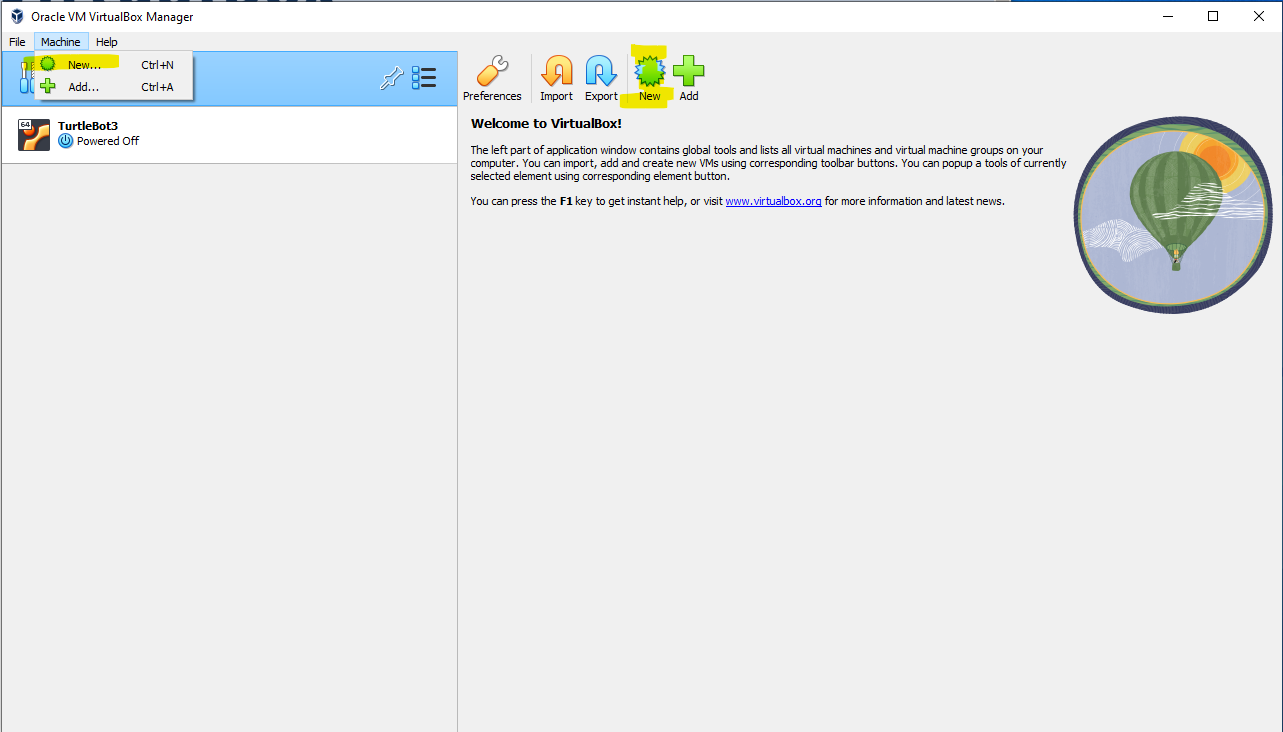 Oracle VM VirtualBox Manager
File Machine Help
New... Ctrl+N
Add... Ctrl+A
64
TurtleBot3
Powered Off
Preferences Import Export New Add
Welcome to VirtualBox!
The left part of application window contains global tools and lists all virtual machines and virtual machine groups on your
computer. You can import, add and create new VMs using corresponding toolbar buttons. You can popup a tools of currently
selected element using corresponding element button.
You can press the F1 key to get instant help, or visit www.virtualbox.org for more information and latest news.